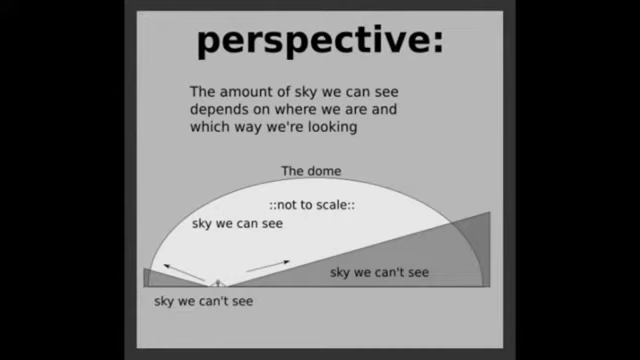 perspective:
The amount of sky we can see
depends on where we are and
which way we're looking
The dome
::not to scale::
sky we can see
sky we can't see
sky we can't see